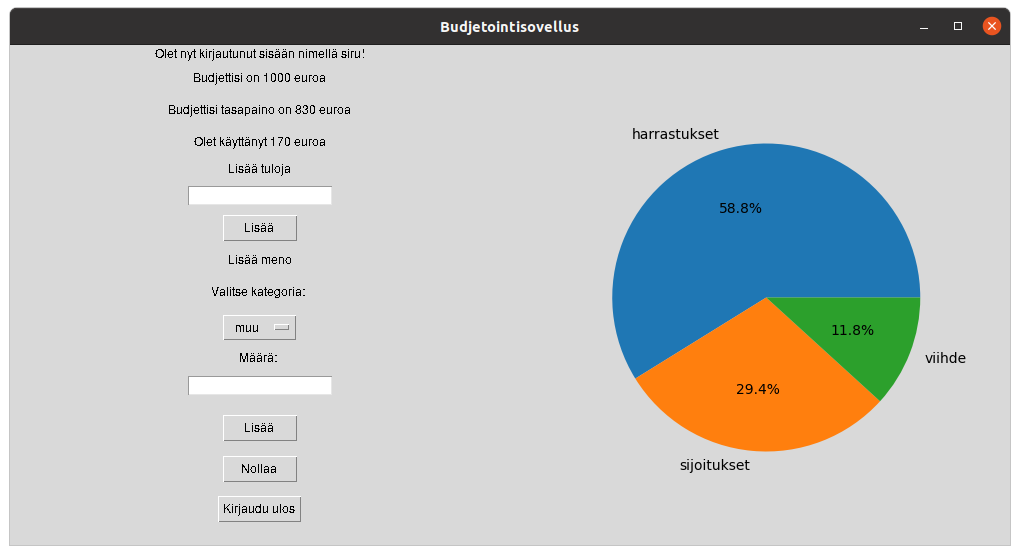 Budjetointisovellus
Olet nyt kirjautunut sisään nimellä siru!
Budjettisi on 1000 euroa
Budjettisi tasapaino on 830 euroa
Olet käyttänyt 170 euroa
Lisää tuloja
Lisää
Lisää meno
Valitse kategoria:
muu
Määrä:
Lisää
Nollaa
Kirjaudu ulos
harrastukset
58.8%
11.8%
viihde
29.4%
sijoitukset